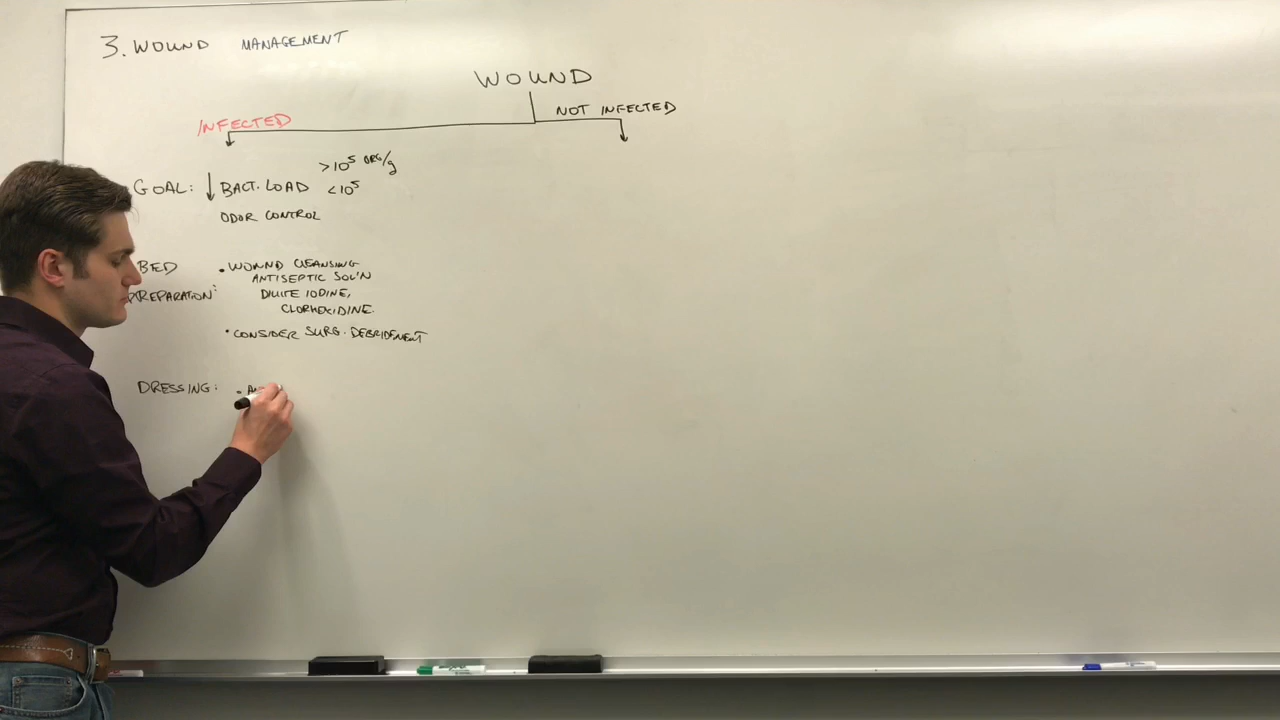 3. WOUND MANAGEMENT
WOUND
INFECTED
NOT INFECTED
>10⁵ ORG/g
GOAL: ↓ BACT. LOAD <10⁵
ODOR CONTROL
BED • WOUND CLEANSING
ANTISEPTIC SOL'N
PREPARATION: DILUTE IODINE,
CLORHEXIDINE.
• CONSIDER SURG. DEBRIDEMENT
DRESSING: •